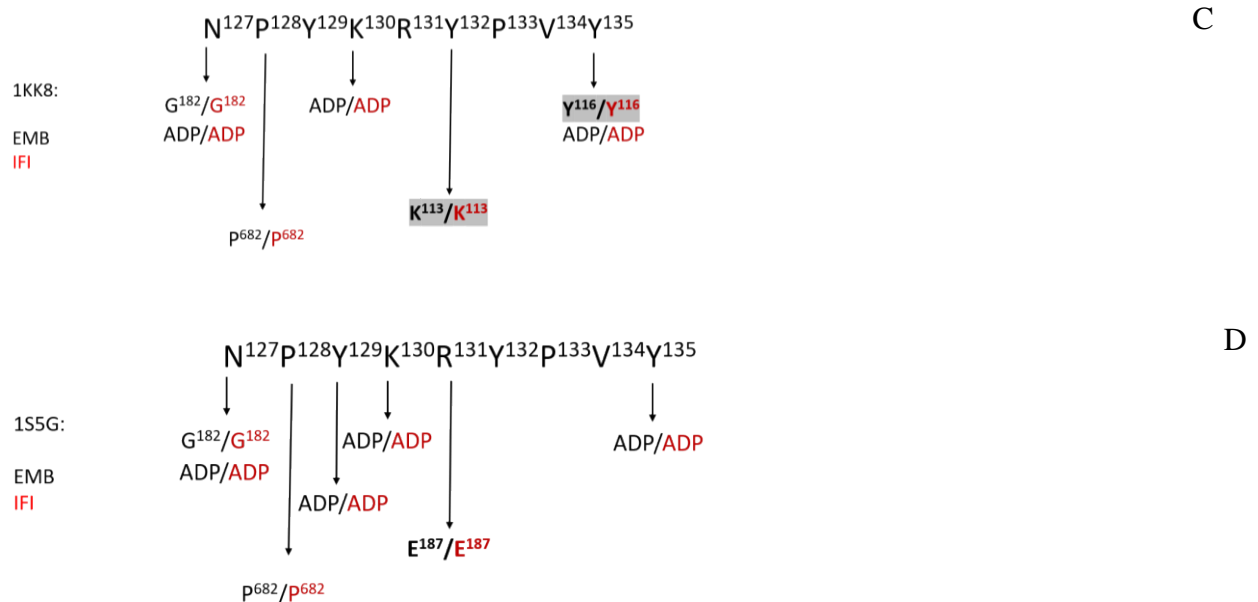 N¹²⁷P¹²⁸Y¹²⁹K¹³⁰R¹³¹Y¹³²P¹³³V¹³⁴Y¹³⁵ C
1KK8: G¹⁸²/G¹⁸² ADP/ADP Y¹¹⁶/Y¹¹⁶
EMB ADP/ADP ADP/ADP
IFI
K¹¹³/K¹¹³
P⁶⁸²/P⁶⁸²
N¹²⁷P¹²⁸Y¹²⁹K¹³⁰R¹³¹Y¹³²P¹³³V¹³⁴Y¹³⁵ D
1S5G: G¹⁸²/G¹⁸² ADP/ADP ADP/ADP
EMB ADP/ADP
IFI ADP/ADP
E¹⁸⁷/E¹⁸⁷
P⁶⁸²/P⁶⁸²